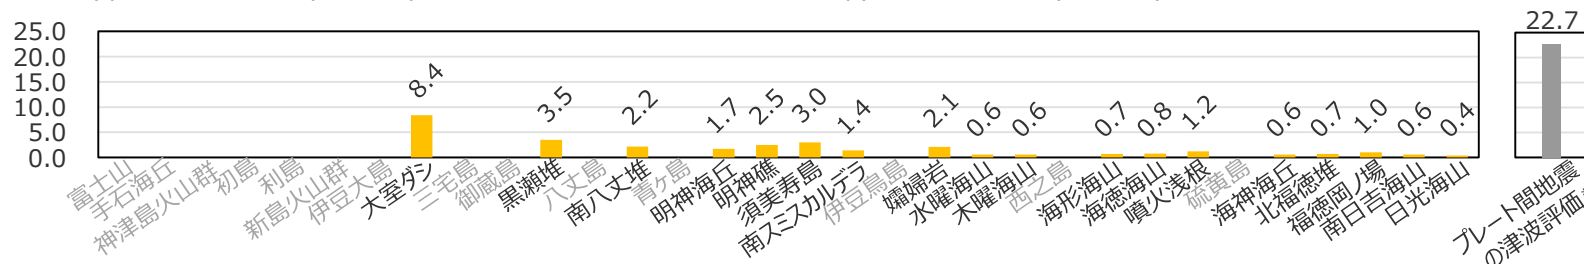 25.0
20.0
15.0
10.0
5.0
0.0
8.4
3.5
2.2
1.7
2.5
3.0
1.4
2.1
0.6
0.6
0.7
0.8
1.2
0.6
0.7
1.0
0.6
0.4
22.7
富士山
手石海丘
神津島火山群
初島
利島
新島火山群
伊豆大島
大室ダシ
三宅島
御蔵島
黒瀬堆
八丈島
南八丈堆
青ケ島
明神海丘
明神礁
須美寿島
南スミスカルデラ
伊豆鳥島
孀婦岩
水曜海山
木曜海山
西之島
海形海山
海徳海山
噴火浅根
硫黄島
海神海丘
北福徳堆
福徳岡ノ場
南日吉海山
日光海山
プレート間地震
の津波評価